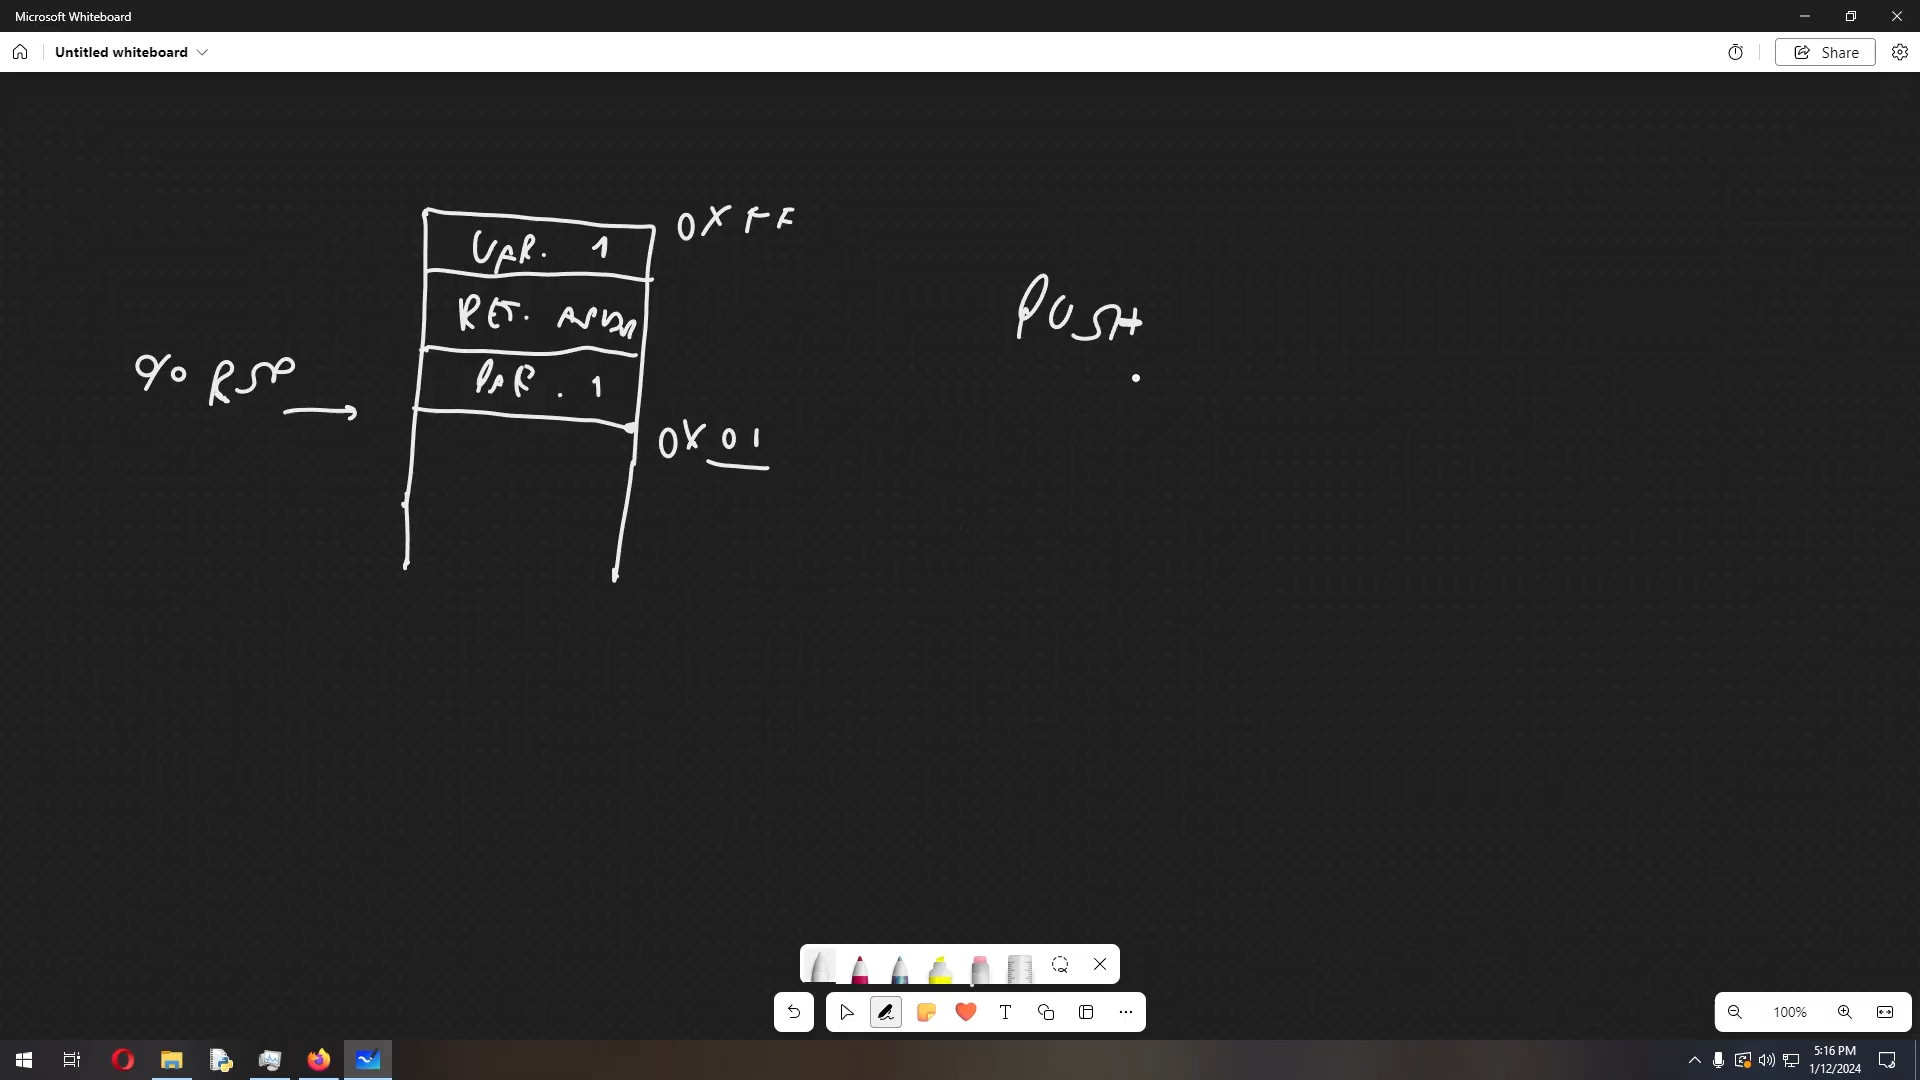 Microsoft Whiteboard
Untitled whiteboard
Share
0XFF
VAR. 1
RET. ADDR
PUSH
% RSP
PAR. 1
0X01
100%
5:16 PM
1/12/2024